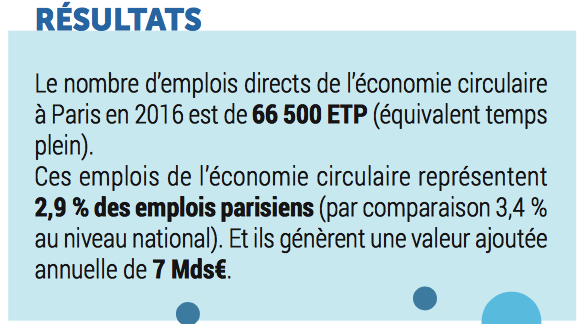 RÉSULTATS
Le nombre d’emplois directs de l’économie circulaire
à Paris en 2016 est de 66 500 ETP (équivalent temps
plein).
Ces emplois de l’économie circulaire représentent
2,9 % des emplois parisiens (par comparaison 3,4 %
au niveau national). Et ils génèrent une valeur ajoutée
annuelle de 7 Mds€.